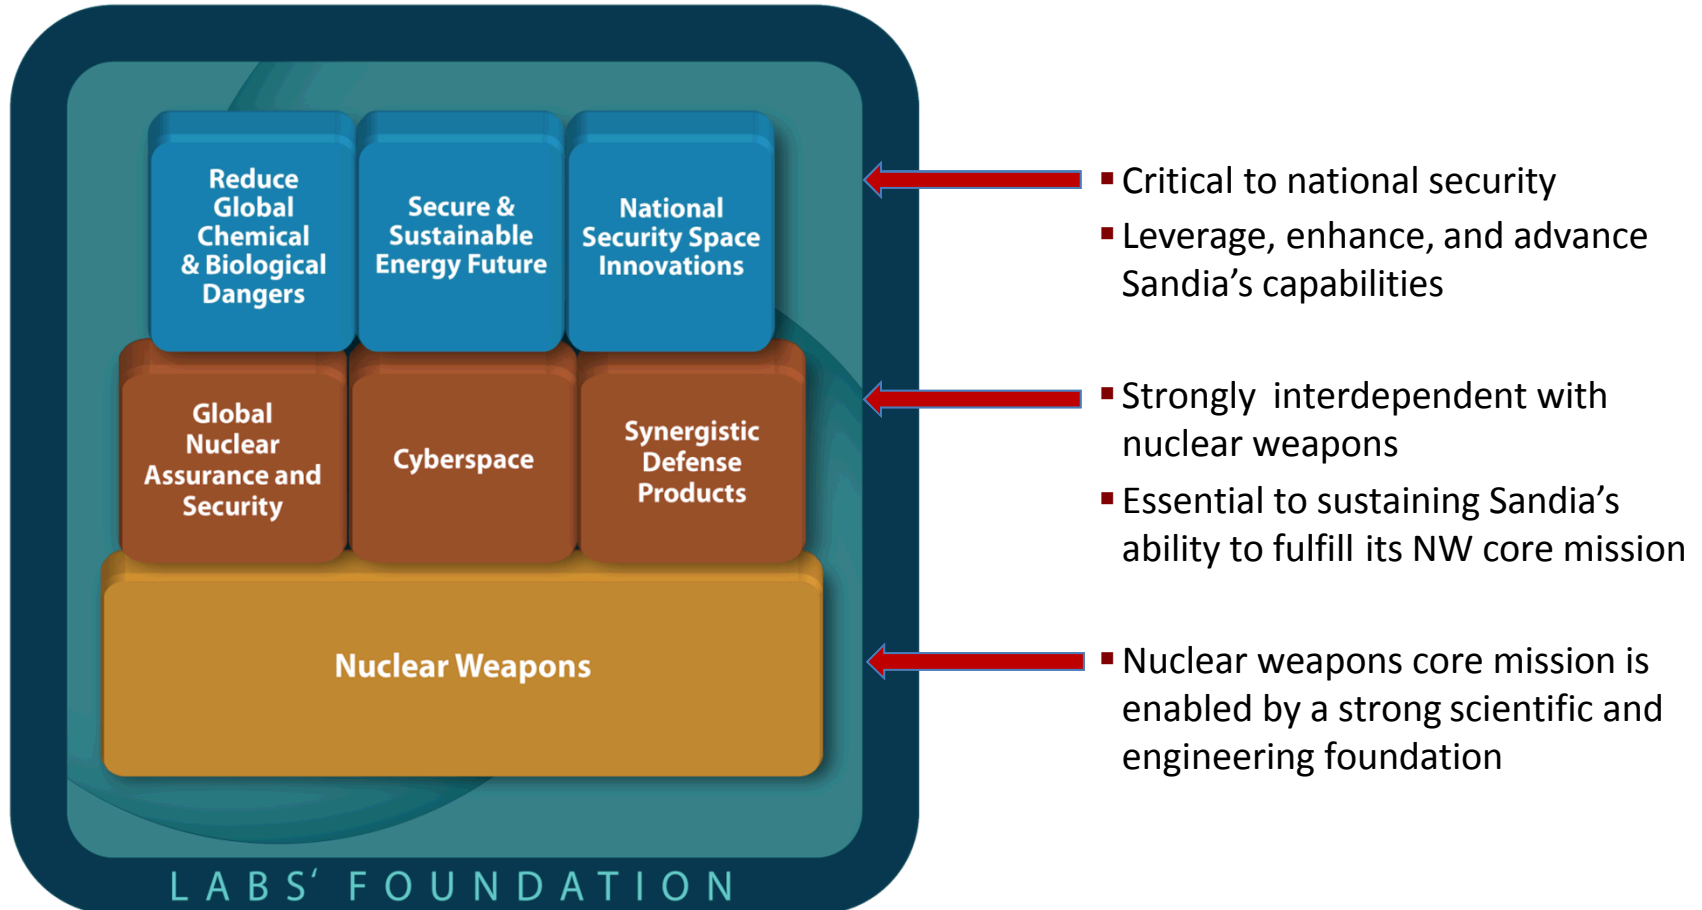 Reduce
Global
Chemical
& Biological
Dangers
Secure &
Sustainable
Energy Future
National
Security Space
Innovations
Global
Nuclear
Assurance and
Security
Cyberspace
Synergistic
Defense
Products
Nuclear Weapons
LABS‘ FOUNDATION
▪ Critical to national security
▪ Leverage, enhance, and advance
Sandia’s capabilities
▪ Strongly interdependent with
nuclear weapons
▪ Essential to sustaining Sandia’s
ability to fulfill its NW core mission
▪ Nuclear weapons core mission is
enabled by a strong scientific and
engineering foundation